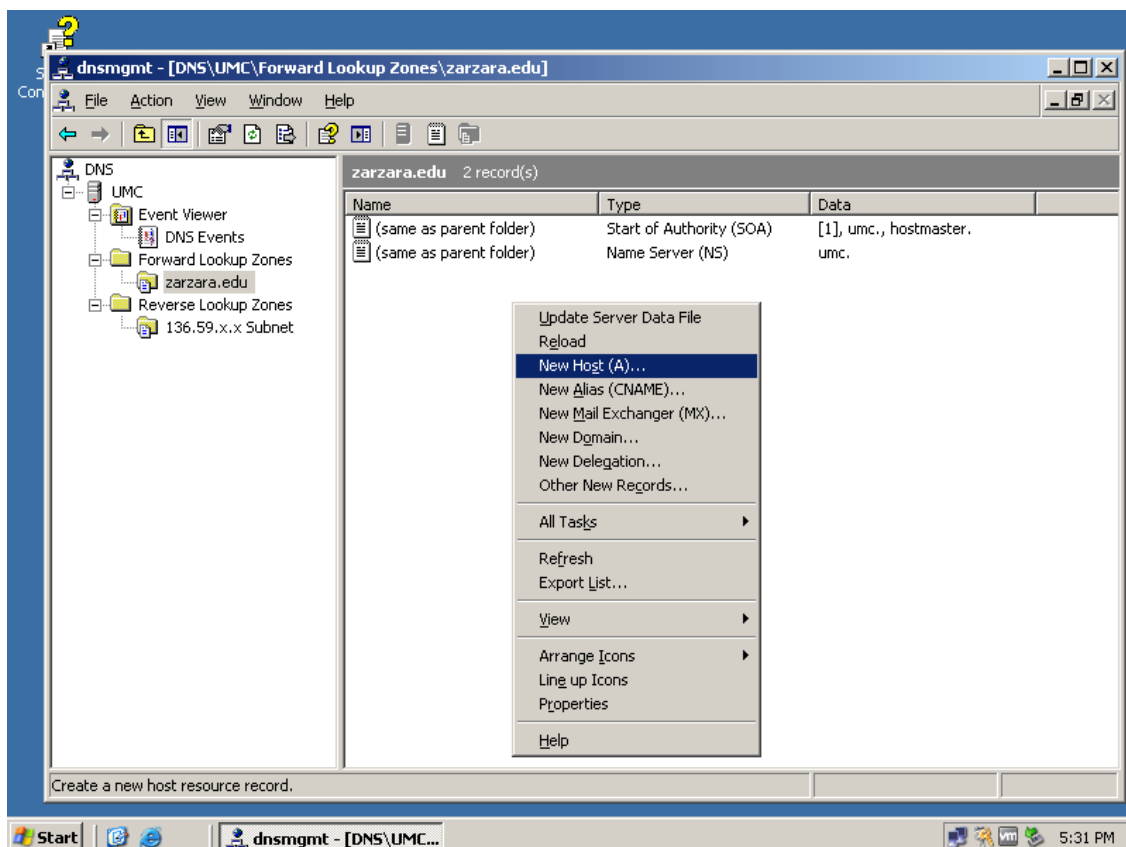 S
Con
dnsmgmt - [DNS\UMC\Forward Lookup Zones\zarzara.edu]
File Action View Window Help
DNS
UMC
Event Viewer
DNS Events
Forward Lookup Zones
zarzara.edu
Reverse Lookup Zones
136.59.x.x Subnet
zarzara.edu 2 record(s)
Name Type Data
(same as parent folder) Start of Authority (SOA) [1], umc., hostmaster.
(same as parent folder) Name Server (NS) umc.
Update Server Data File
Reload
New Host (A)...
New Alias (CNAME)...
New Mail Exchanger (MX)...
New Domain...
New Delegation...
Other New Records...
All Tasks
Refresh
Export List...
View
Arrange Icons
Line up Icons
Properties
Help
Create a new host resource record.
Start dnsmgmt - [DNS\UMC... vm 5:31 PM